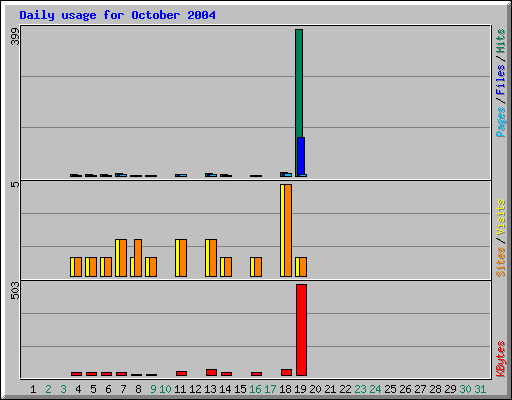 Daily usage for October 2004
399
Pages / Files / Hits
5
Sites / Visits
503
KBytes
1 2 3 4 5 6 7 8 9 10 11 12 13 14 15 16 17 18 19 20 21 22 23 24 25 26 27 28 29 30 31